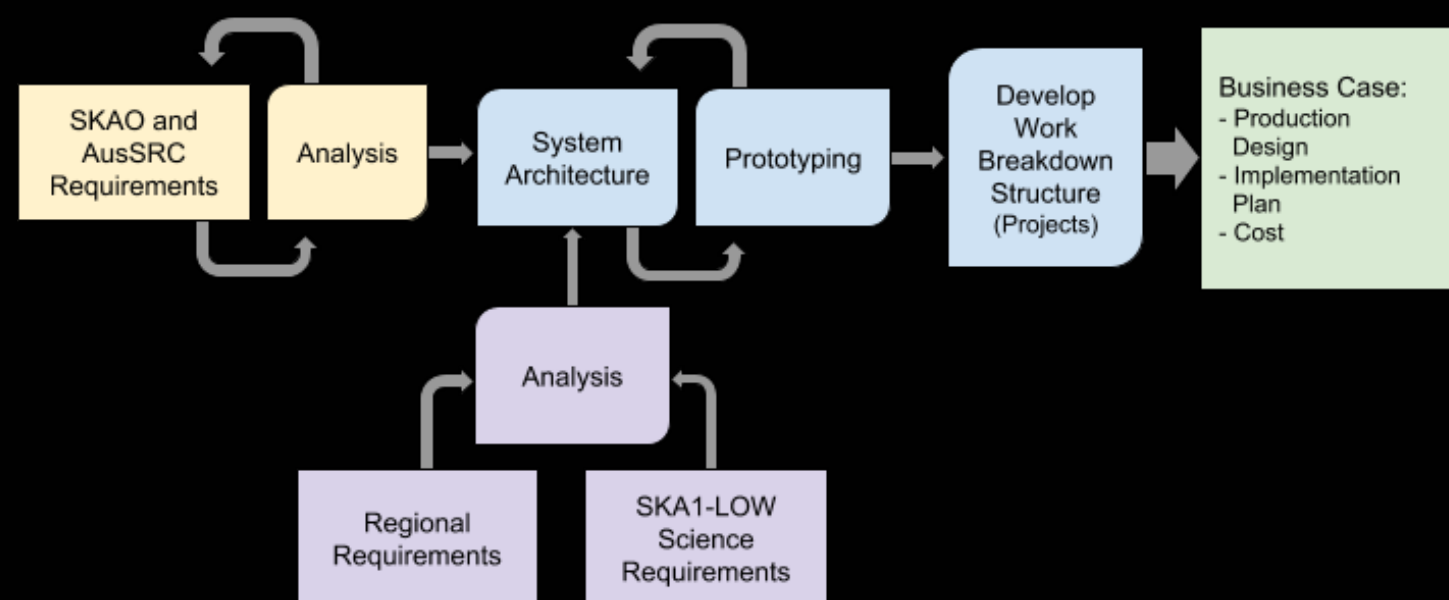 SKAO and
AusSRC
Requirements
Analysis
System
Architecture
Prototyping
Develop
Work
Breakdown
Structure
(Projects)
Business Case:
- Production
Design
- Implementation
Plan
- Cost
Analysis
Regional
Requirements
SKA1-LOW
Science
Requirements